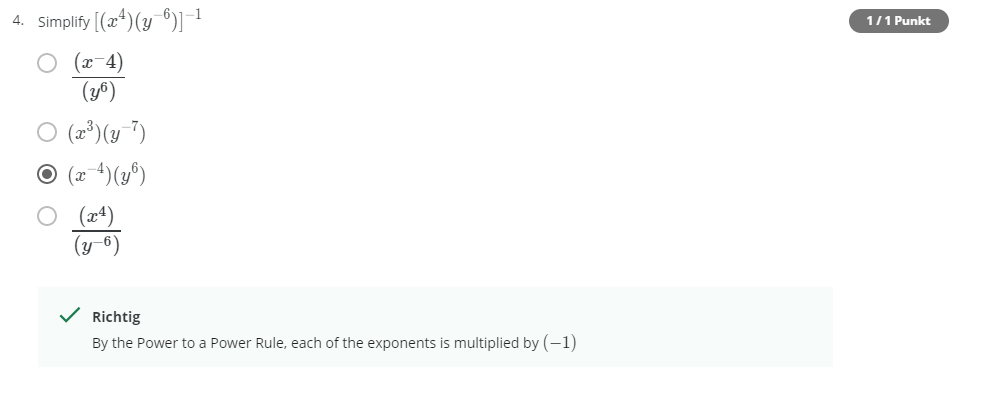 4. Simplify [(x⁴)(y⁻⁶)]⁻¹
1 / 1 Punkt
(x⁻4)
(y⁶)
(x³)(y⁻⁷)
(x⁻⁴)(y⁶)
(x⁴)
(y⁻⁶)
Richtig
By the Power to a Power Rule, each of the exponents is multiplied by (−1)